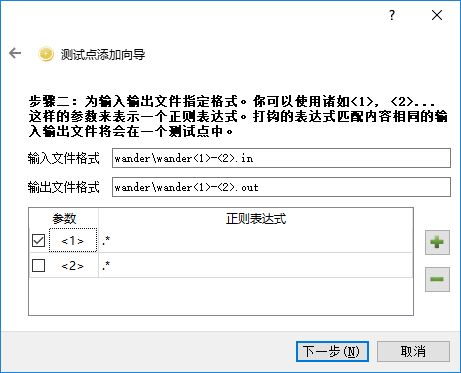 测试点添加向导
步骤二：为输入输出文件指定格式。你可以使用诸如<1>, <2>...
这样的参数来表示一个正则表达式。打钩的表达式匹配内容相同的输
入输出文件将会在一个测试点中。
输入文件格式 wander\wander<1>-<2>.in
输出文件格式 wander\wander<1>-<2>.out
参数 正则表达式
<1> .*
<2> .*
下一步(N) 取消